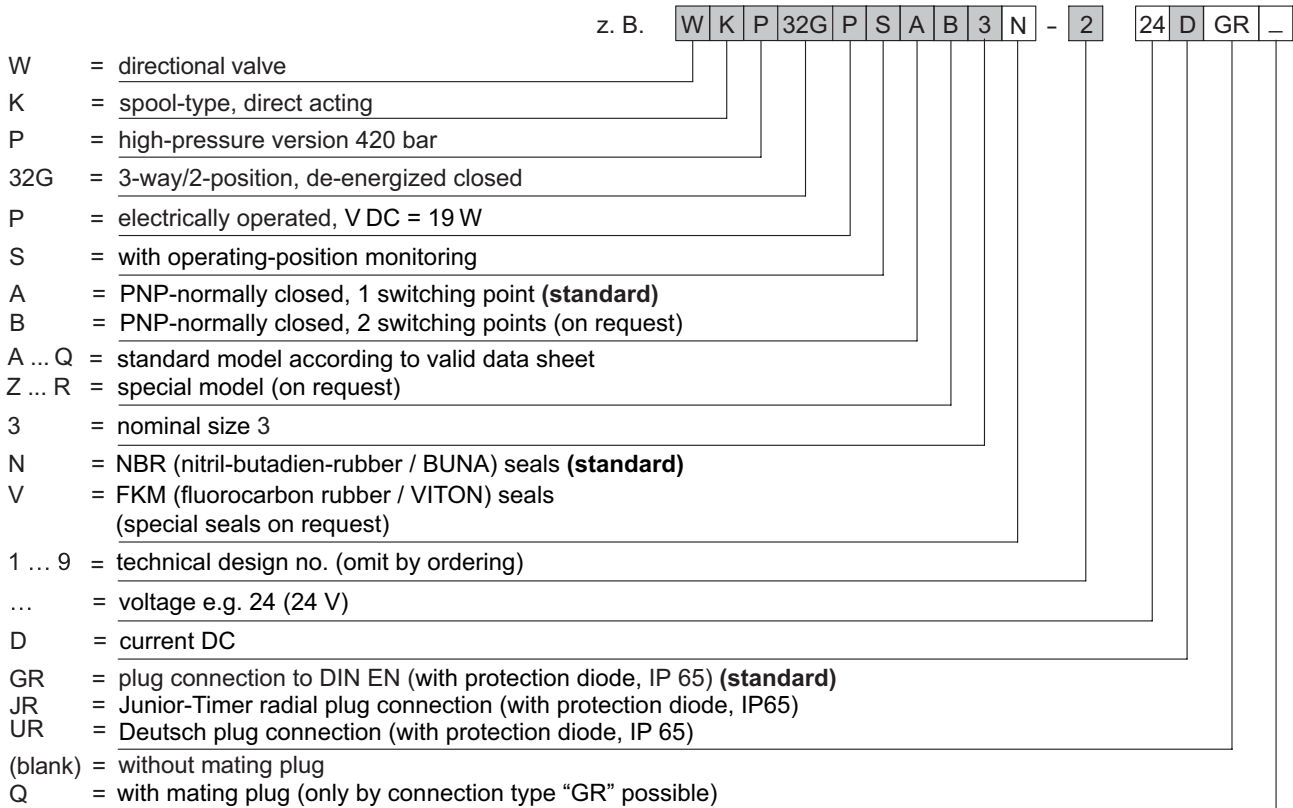 z. B. W K P 32G P S A B 3 N - 2 24 D GR –
W = directional valve
K = spool-type, direct acting
P = high-pressure version 420 bar
32G = 3-way/2-position, de-energized closed
P = electrically operated, V DC = 19 W
S = with operating-position monitoring
A = PNP-normally closed, 1 switching point (standard)
B = PNP-normally closed, 2 switching points (on request)
A ... Q = standard model according to valid data sheet
Z ... R = special model (on request)
3 = nominal size 3
N = NBR (nitril-butadien-rubber / BUNA) seals (standard)
V = FKM (fluorocarbon rubber / VITON) seals
(special seals on request)
1 … 9 = technical design no. (omit by ordering)
… = voltage e.g. 24 (24 V)
D = current DC
GR = plug connection to DIN EN (with protection diode, IP 65) (standard)
JR = Junior-Timer radial plug connection (with protection diode, IP65)
UR = Deutsch plug connection (with protection diode, IP 65)
(blank) = without mating plug
Q = with mating plug (only by connection type “GR” possible)